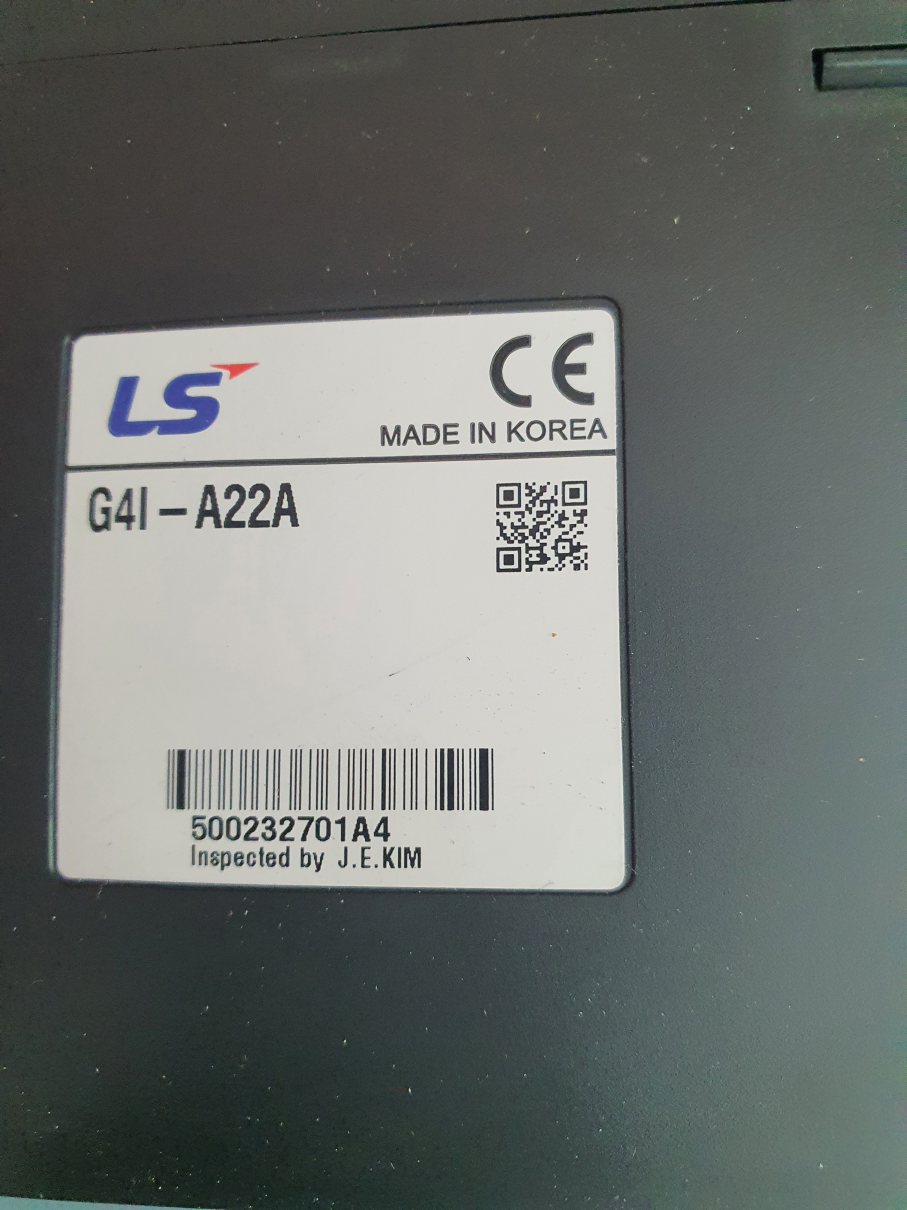 LS
CE
MADE IN KOREA
G4I-A22A
500232701A4
Inspected by J.E.KIM